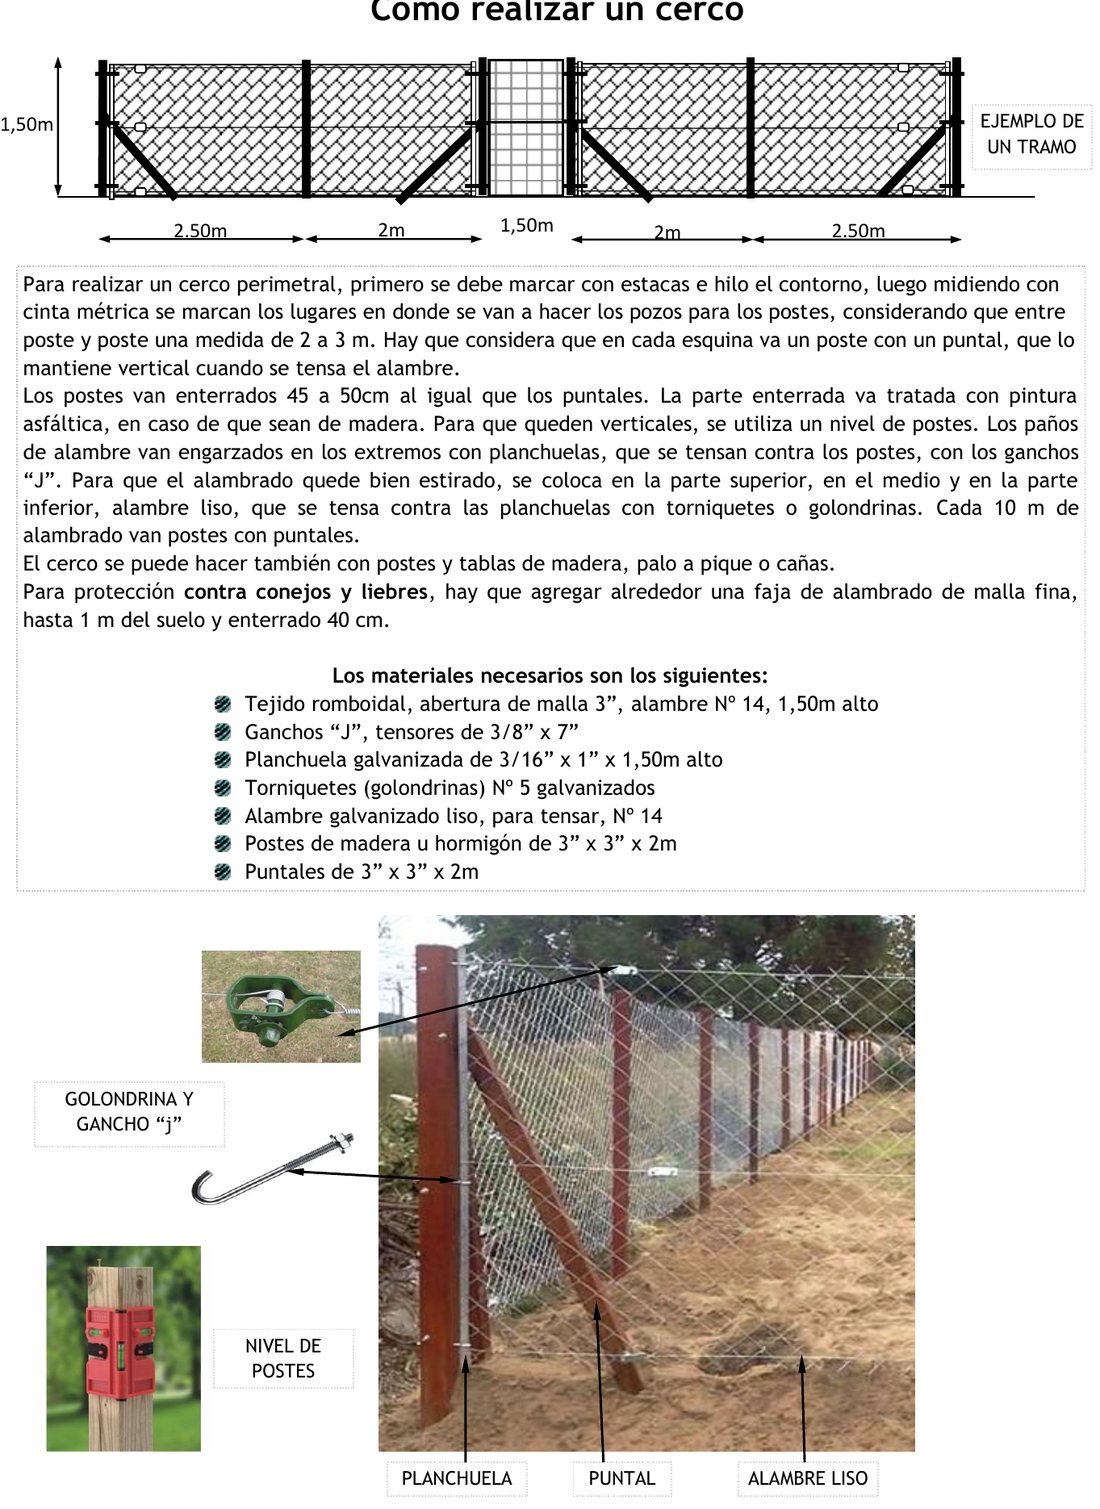 Como realizar un cerco
1,50m
EJEMPLO DE
UN TRAMO
2.50m
2m
1,50m
2m
2.50m
Para realizar un cerco perimetral, primero se debe marcar con estacas e hilo el contorno, luego midiendo con
cinta métrica se marcan los lugares en donde se van a hacer los pozos para los postes, considerando que entre
poste y poste una medida de 2 a 3 m. Hay que considera que en cada esquina va un poste con un puntal, que lo
mantiene vertical cuando se tensa el alambre.
Los postes van enterrados 45 a 50cm al igual que los puntales. La parte enterrada va tratada con pintura
asfáltica, en caso de que sean de madera. Para que queden verticales, se utiliza un nivel de postes. Los paños
de alambre van engarzados en los extremos con planchuelas, que se tensan contra los postes, con los ganchos
“J”. Para que el alambrado quede bien estirado, se coloca en la parte superior, en el medio y en la parte
inferior, alambre liso, que se tensa contra las planchuelas con torniquetes o golondrinas. Cada 10 m de
alambrado van postes con puntales.
El cerco se puede hacer también con postes y tablas de madera, palo a pique o cañas.
Para protección contra conejos y liebres, hay que agregar alrededor una faja de alambrado de malla fina,
hasta 1 m del suelo y enterrado 40 cm.
Los materiales necesarios son los siguientes:
Tejido romboidal, abertura de malla 3”, alambre Nº 14, 1,50m alto
Ganchos “J”, tensores de 3/8” x 7”
Planchuela galvanizada de 3/16” x 1” x 1,50m alto
Torniquetes (golondrinas) Nº 5 galvanizados
Alambre galvanizado liso, para tensar, Nº 14
Postes de madera u hormigón de 3” x 3” x 2m
Puntales de 3” x 3” x 2m
GOLONDRINA Y
GANCHO “j”
NIVEL DE
POSTES
PLANCHUELA
PUNTAL
ALAMBRE LISO